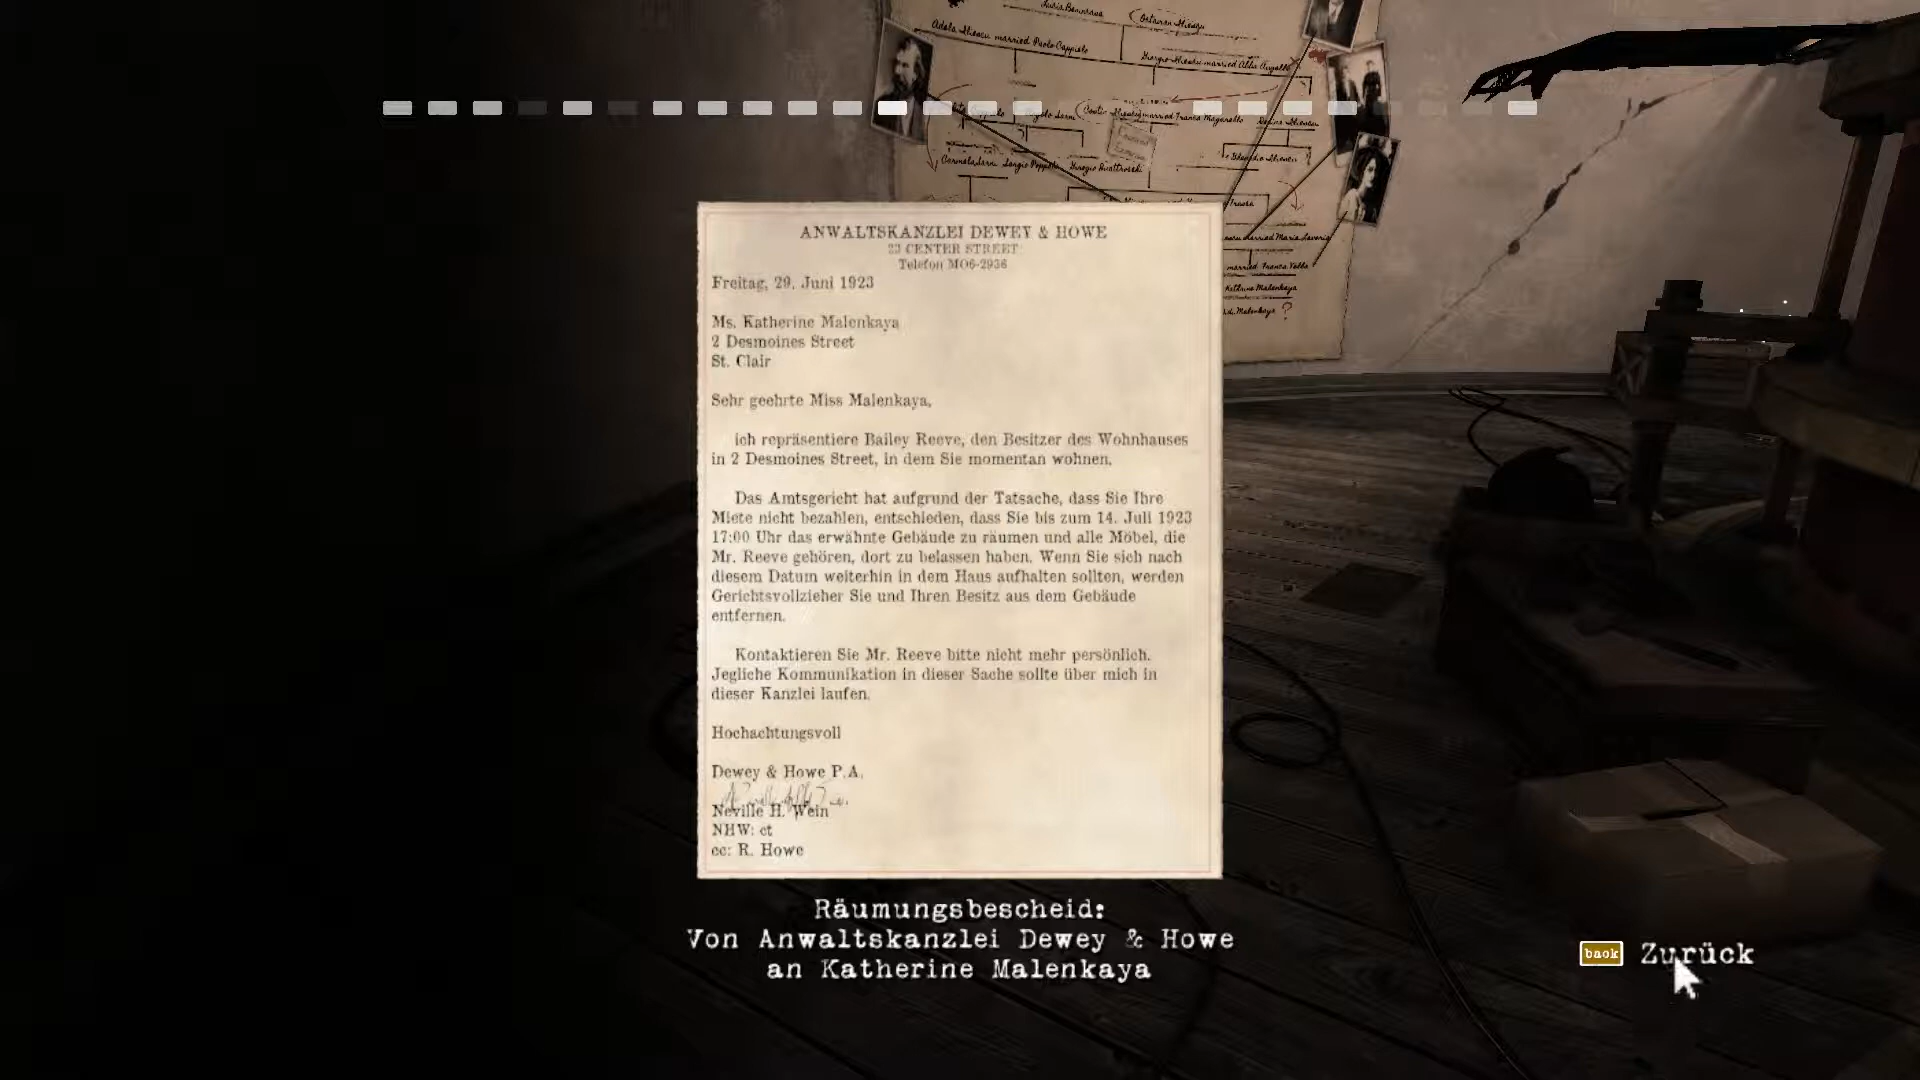 Adela Iliescu married Paolo Cappiolo
ANWALTSKANZLEI DEWEY & HOWE
23 CENTER STREET
Telefon MO6-2936
Freitag, 29. Juni 1923
Ms. Katherine Malenkaya
2 Desmoines Street
St. Clair
Sehr geehrte Miss Malenkaya,
ich repräsentiere Bailey Reeve, den Besitzer des Wohnhauses
in 2 Desmoines Street, in dem Sie momentan wohnen.
Das Amtsgericht hat aufgrund der Tatsache, dass Sie Ihre
Miete nicht bezahlen, entschieden, dass Sie bis zum 14. Juli 1923
17:00 Uhr das erwähnte Gebäude zu räumen und alle Möbel, die
Mr. Reeve gehören, dort zu belassen haben. Wenn Sie sich nach
diesem Datum weiterhin in dem Haus aufhalten sollten, werden
Gerichtsvollzieher Sie und Ihren Besitz aus dem Gebäude
entfernen.
Kontaktieren Sie Mr. Reeve bitte nicht mehr persönlich.
Jegliche Kommunikation in dieser Sache sollte über mich in
dieser Kanzlei laufen.
Hochachtungsvoll
Dewey & Howe P.A.
Neville H. Wein
NHW: ct
cc: R. Howe
Räumungsbescheid:
Von Anwaltskanzlei Dewey & Howe
an Katherine Malenkaya
back Zurück